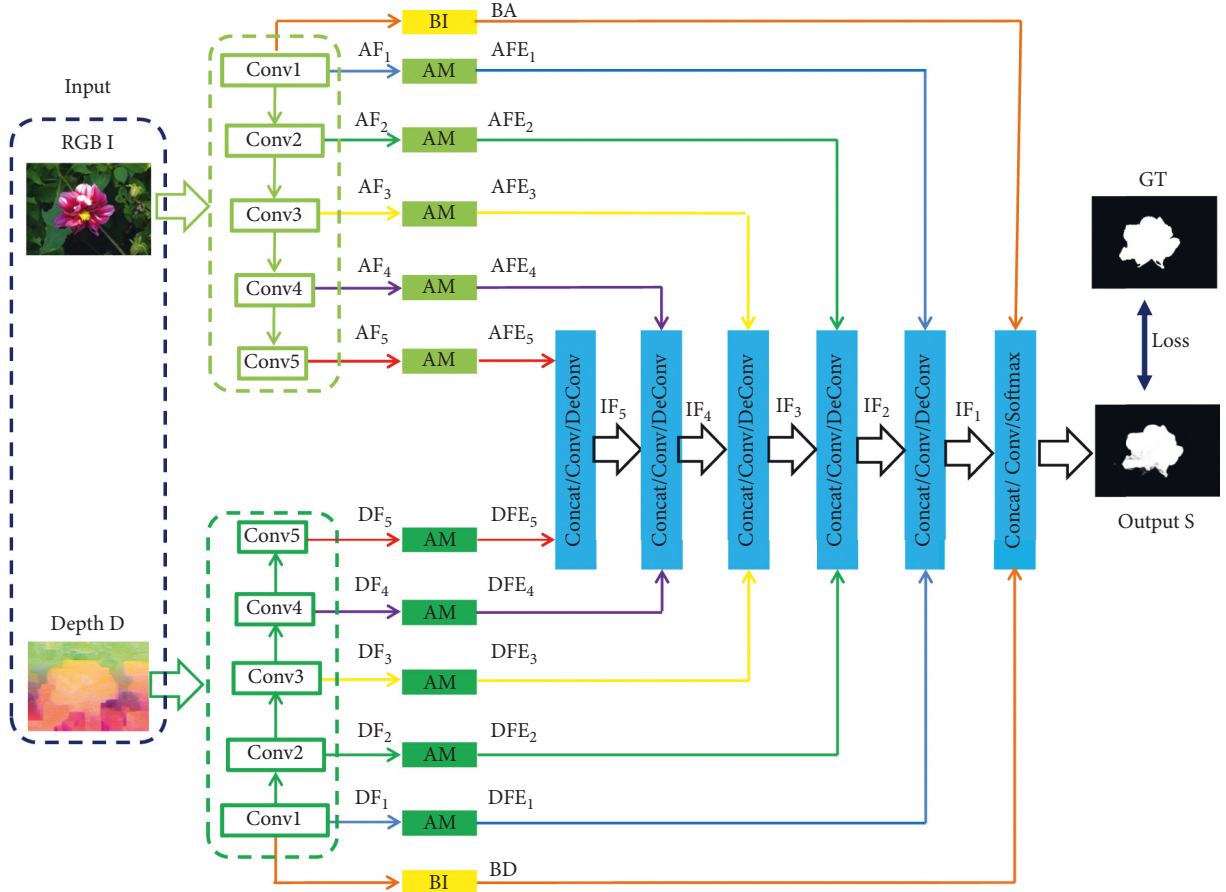 Input
RGB I
Depth D
Conv1
Conv2
Conv3
Conv4
Conv5
BI
BA
AF1
AM
AFE1
AF2
AM
AFE2
AF3
AM
AFE3
AF4
AM
AFE4
AF5
AM
AFE5
Concat/Conv/DeConv
IF5
Concat/Conv/DeConv
IF4
Concat/Conv/DeConv
IF3
Concat/Conv/DeConv
IF2
Concat/Conv/DeConv
IF1
Concat/ Conv/Softmax
GT
Loss
Output S
Conv5
Conv4
Conv3
Conv2
Conv1
DF5
AM
DFE5
DF4
AM
DFE4
DF3
AM
DFE3
DF2
AM
DFE2
DF1
AM
DFE1
BI
BD